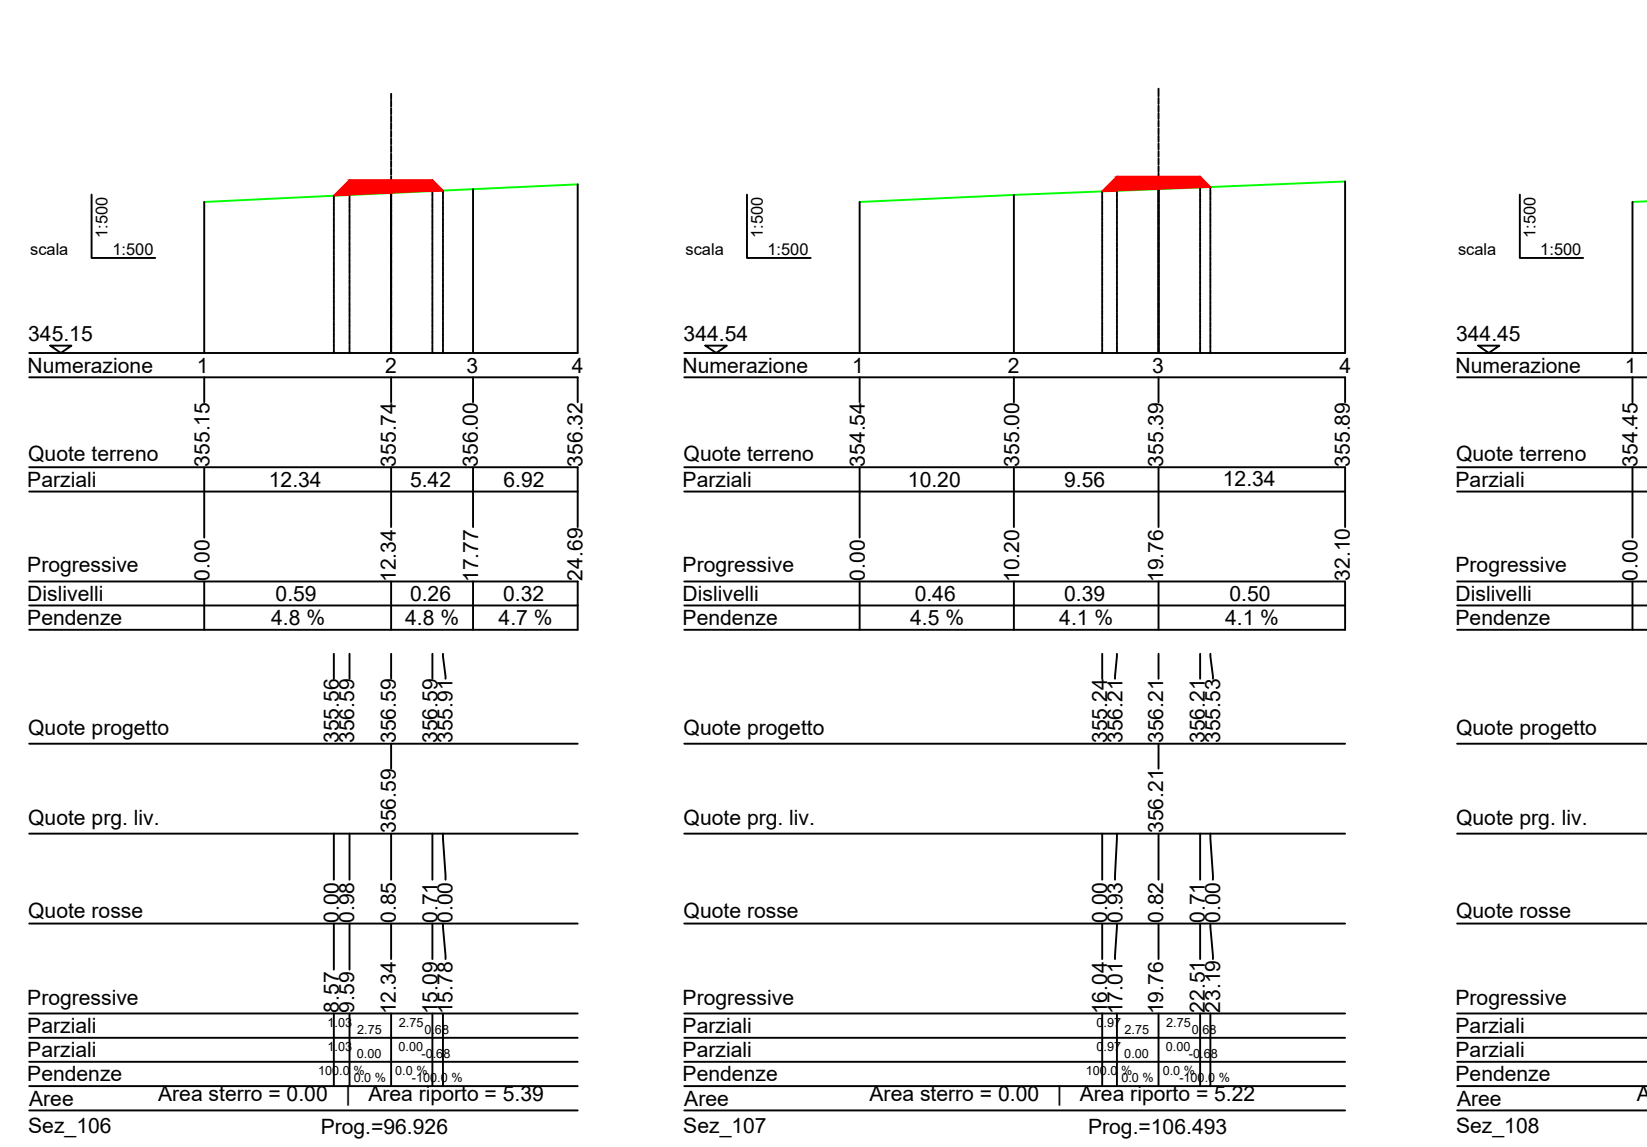 1:500
scala 1:500
345.15
Numerazione 1 2 3 4
Quote terreno 355.15 355.74 356.00 356.32
Parziali 12.34 5.42 6.92
Progressive 0.00 12.34 17.77 24.69
Dislivelli 0.59 0.26 0.32
Pendenze 4.8 % 4.8 % 4.7 %
Quote progetto 355.56 356.59 356.59 356.59 355.91
Quote prg. liv. 356.59
Quote rosse 0.00 0.98 0.85 0.71 0.00
Progressive 8.57 9.59 12.34 15.09 15.78
Parziali 1.03 2.75 2.75 0.68
Parziali 1.03 0.00 0.00 -0.68
Pendenze 100.0 % 0.0 % 0.0 % -100.0 %
Aree Area sterro = 0.00 | Area riporto = 5.39
Sez_106 Prog.=96.926
1:500
scala 1:500
344.54
Numerazione 1 2 3 4
Quote terreno 354.54 355.00 355.39 355.89
Parziali 10.20 9.56 12.34
Progressive 0.00 10.20 19.76 32.10
Dislivelli 0.46 0.39 0.50
Pendenze 4.5 % 4.1 % 4.1 %
Quote progetto 355.24 356.21 356.21 356.21 355.53
Quote prg. liv. 356.21
Quote rosse 0.00 0.93 0.82 0.71 0.00
Progressive 16.04 17.01 19.76 22.51 23.19
Parziali 0.97 2.75 2.75 0.68
Parziali 0.97 0.00 0.00 -0.68
Pendenze 100.0 % 0.0 % 0.0 % -100.0 %
Aree Area sterro = 0.00 | Area riporto = 5.22
Sez_107 Prog.=106.493
1:500
scala 1:500
344.45
Numerazione 1
Quote terreno 354.45
Parziali
Progressive 0.00
Dislivelli
Pendenze
Quote progetto
Quote prg. liv.
Quote rosse
Progressive
Parziali
Parziali
Pendenze
Aree
Sez_108